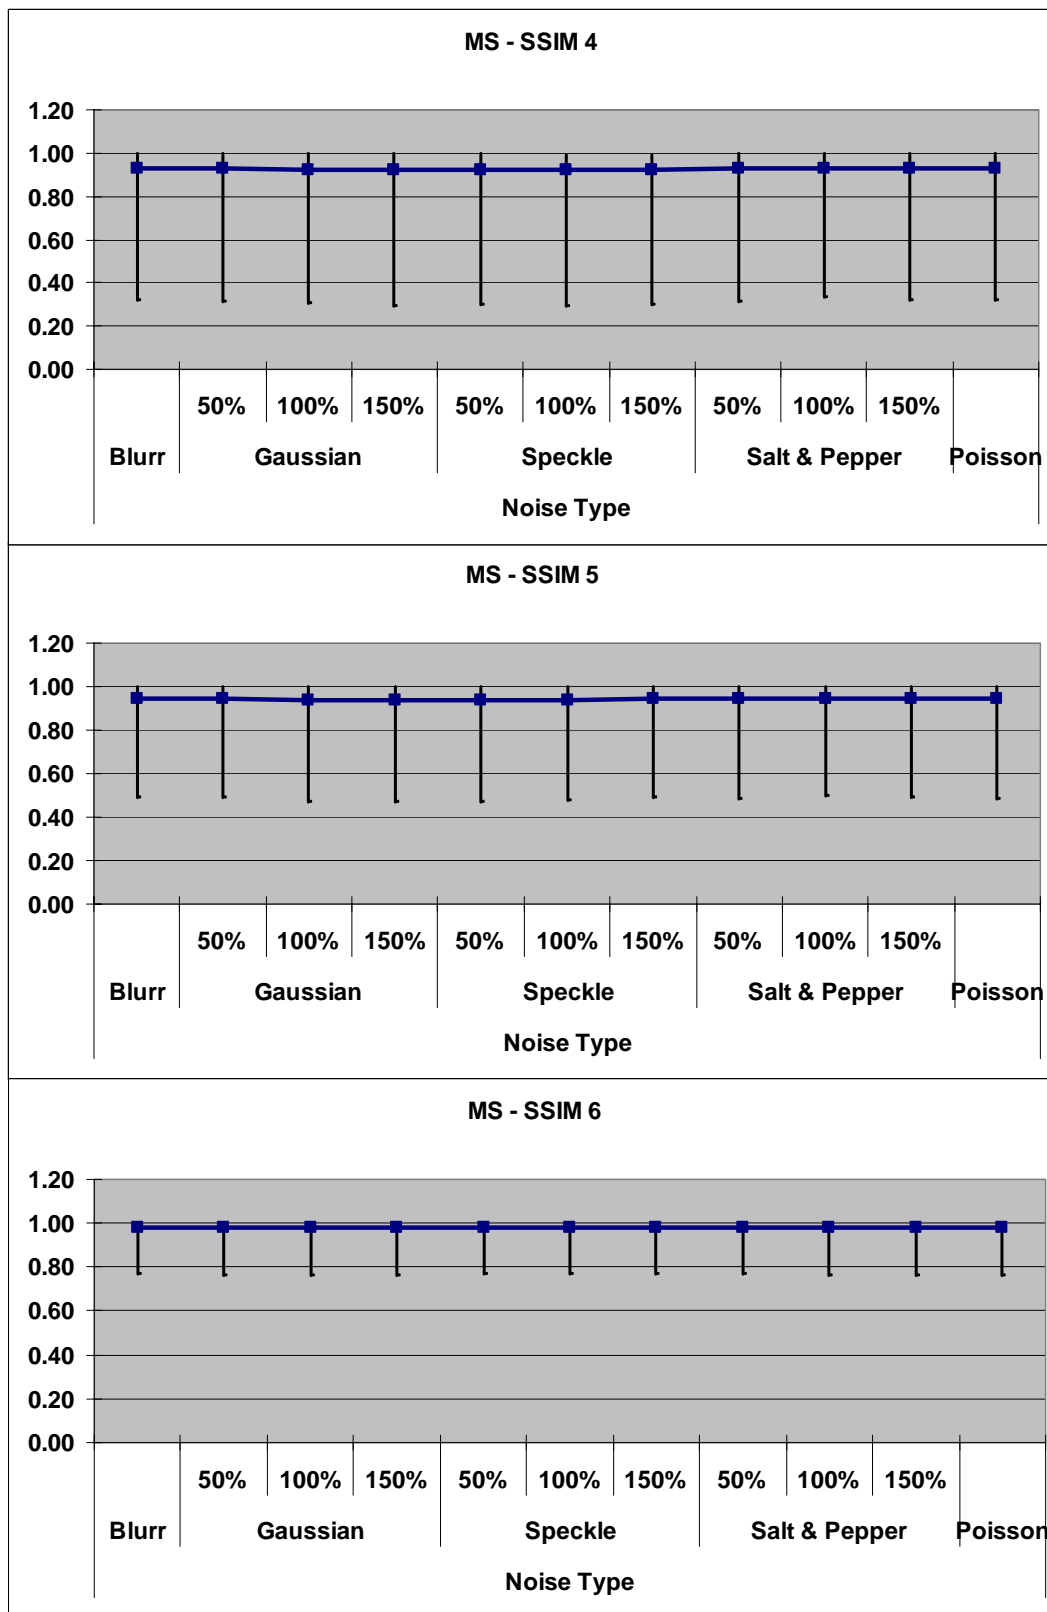 MS - SSIM 4
1.20
1.00
0.80
0.60
0.40
0.20
0.00
50% 100% 150% 50% 100% 150% 50% 100% 150%
Blurr Gaussian Speckle Salt & Pepper Poisson
Noise Type
MS - SSIM 5
1.20
1.00
0.80
0.60
0.40
0.20
0.00
50% 100% 150% 50% 100% 150% 50% 100% 150%
Blurr Gaussian Speckle Salt & Pepper Poisson
Noise Type
MS - SSIM 6
1.20
1.00
0.80
0.60
0.40
0.20
0.00
50% 100% 150% 50% 100% 150% 50% 100% 150%
Blurr Gaussian Speckle Salt & Pepper Poisson
Noise Type